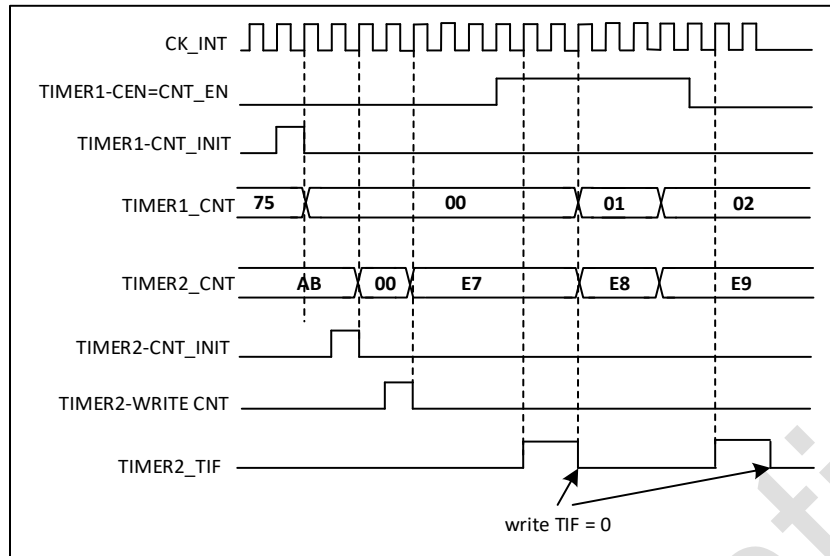 CK_INT
TIMER1-CEN=CNT_EN
TIMER1-CNT_INIT
TIMER1_CNT 75 00 01 02
TIMER2_CNT AB 00 E7 E8 E9
TIMER2-CNT_INIT
TIMER2-WRITE CNT
TIMER2_TIF
write TIF = 0